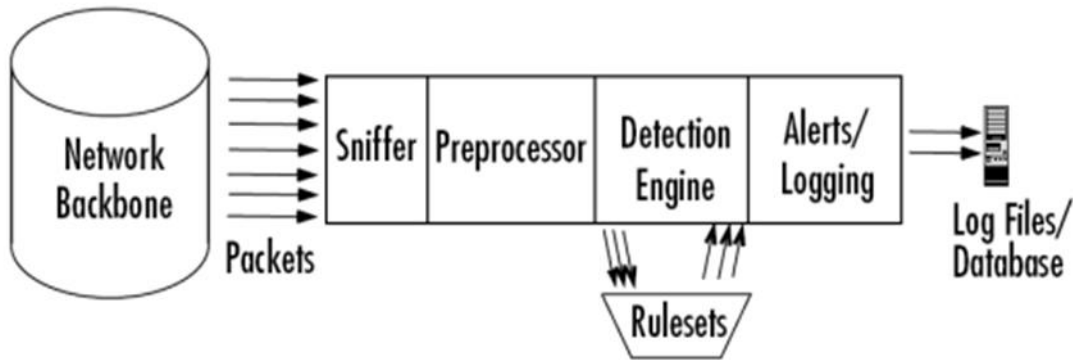 Network
Backbone
Packets
Sniffer
Preprocessor
Detection
Engine
Alerts/
Logging
Rulesets
Log Files/
Database